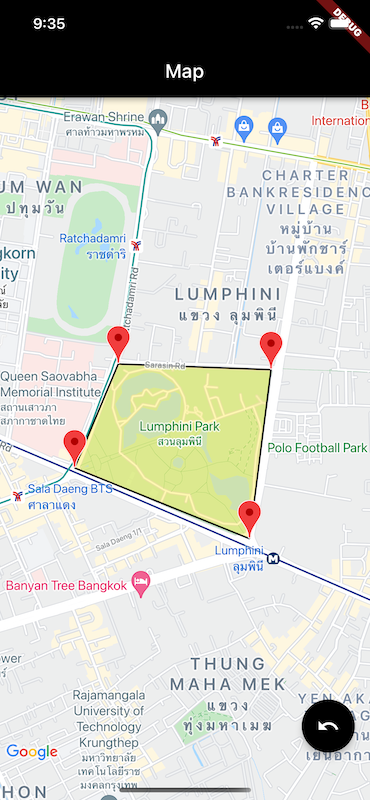 9:35
DEBUG
Map
Erawan Shrine
ศาลท้าวมหาพรหม
B
Internation
CHARTER
BANKRESIDENC
VILLAGE
หมู่บ้าน
บ้านพักชาร์
เตอร์แบงค์
UM WAN
ปทุมวัน
Ratchadamri
ราชดำริ
gkorn
ity
ลัย
tchadamri Rd
LUMPHINI
แขวง ลุมพินี
Sarasin Rd
Queen Saovabha
Memorial Institute
สถานเสาวภา
สภากาชาดไทย
Lumphini Park
สวนลุมพินี
Polo Football Park
Rd
Sala Daeng BTS
ศาลาแดง
Sala Daeng 1/1
Lumphini
ลุมพินี
M
Banyan Tree Bangkok
THUNG
MAHA MEK
แขวง
ทุ่งมหาเมฆ
ower
Rajamangala
University of
Technology
Krungthep
มหาวิทยาลัย
เทคโนโลยีราช
มงคลกรุงเทพ
YEN AKA
เย็นอากา
Google
HON